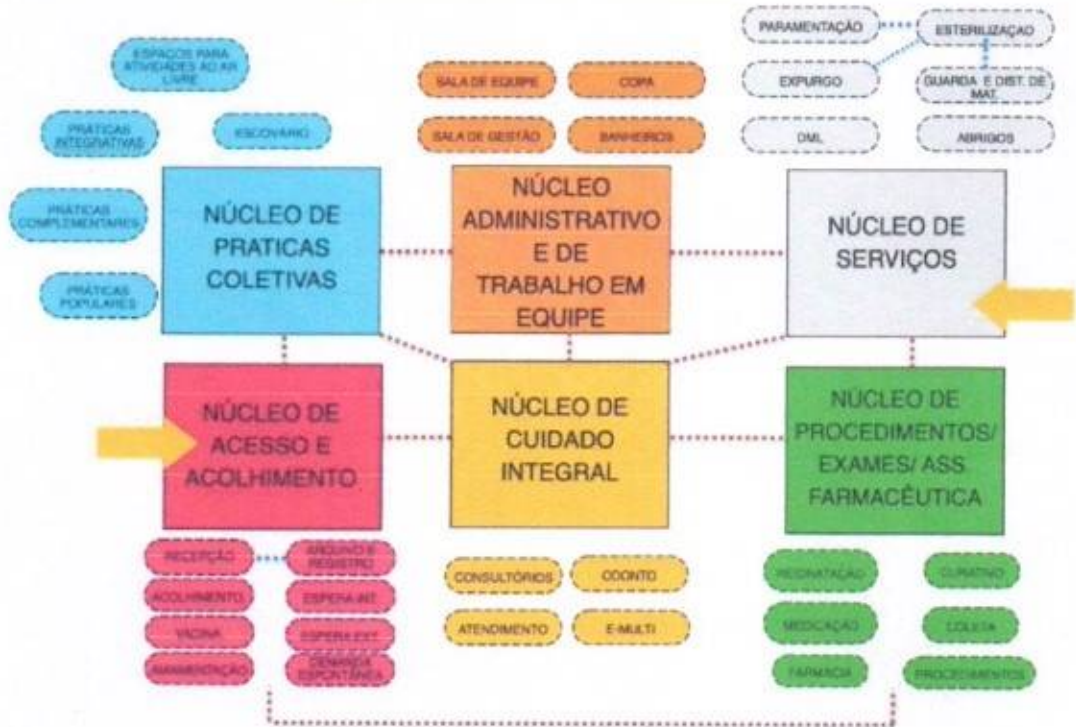 ESPAÇOS PARA
ATIVIDADES AO AR
LIVRE
PRÁTICAS
INTEGRATIVAS
ESCOVÁRIO
PRÁTICAS
COMPLEMENTARES
PRÁTICAS
POPULARES
NÚCLEO DE
PRATICAS
COLETIVAS
SALA DE EQUIPE
COPA
SALA DE GESTÃO
BANHEIROS
NÚCLEO
ADMINISTRATIVO
E DE
TRABALHO EM
EQUIPE
PARAMENTAÇÃO
ESTERILIZAÇAO
EXPURGO
GUARDA E DIST. DE
MAT.
DML
ABRIGOS
NÚCLEO DE
SERVIÇOS
NÚCLEO DE
ACESSO E
ACOLHIMENTO
RECEPÇÃO
ARQUIVO E
REGISTRO
ACOLHIMENTO
ESPERA INT.
VACINA
ESPERA EXT.
AMAMENTAÇÃO
DEMANDA
ESPONTÂNEA
NÚCLEO DE
CUIDADO
INTEGRAL
CONSULTÓRIOS
ODONTO
ATENDIMENTO
E-MULTI
NÚCLEO DE
PROCEDIMENTOS/
EXAMES/ ASS.
FARMACÊUTICA
CURATIVO
MEDICAÇÃO
COLETA
FARMÁCIA
PROCEDIMENTOS